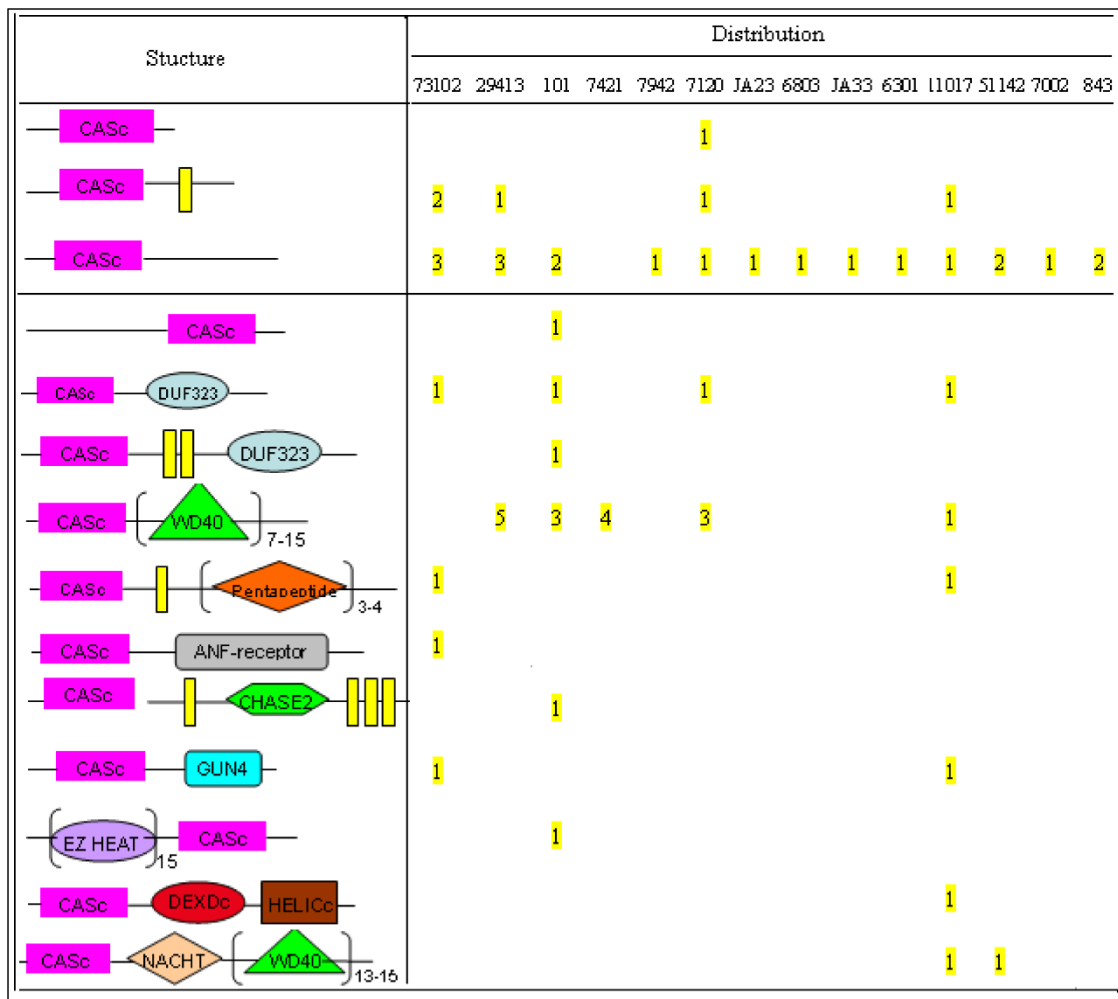 Stucture
Distribution
73102 29413 101 7421 7942 7120 JA23 6803 JA33 6301 11017 51142 7002 843
CASc 1
CASc 2 1 1 1
CASc 3 3 2 1 1 1 1 1 1 1 2 1 2
CASc 1
CASc DUF323 1 1 1 1
CASc DUF323 1
CASc WD40 7-15 5 3 4 3 1
CASc Pentapeptide 3-4 1 1
CASc ANF-receptor 1
CASc CHASE2 1
CASc GUN4 1 1
EZ HEAT 15 CASc 1
CASc DEXDc HELICc 1
CASc NACHT WD40 13-15 1 1